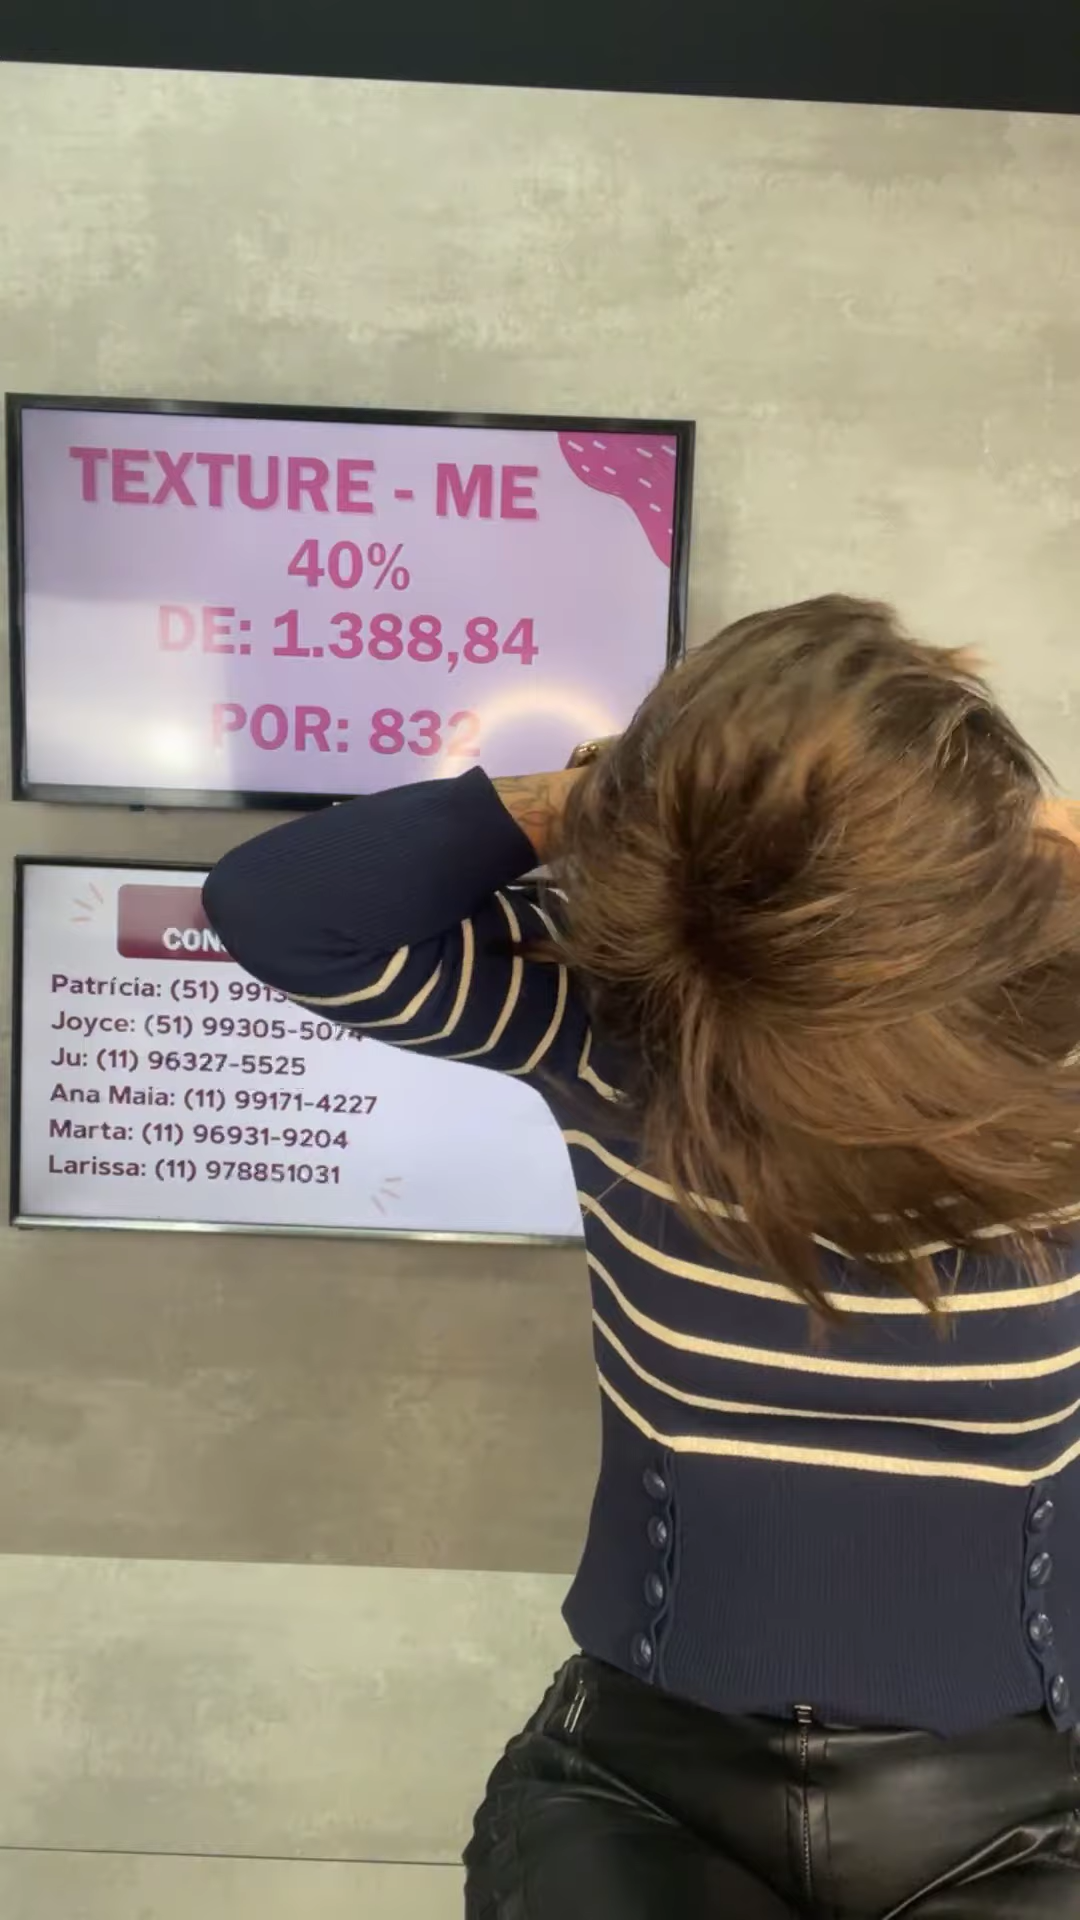 TEXTURE - ME
40%
DE: 1.388,84
POR: 832
Patrícia: (51)
Joyce: (51) 99305-5074
Ju: (11) 96327-5525
Ana Maia: (11) 99171-4227
Marta: (11) 96931-9204
Larissa: (11) 978851031